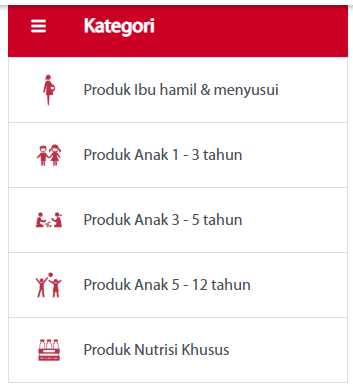 Kategori
Produk Ibu hamil & menyusui
Produk Anak 1 - 3 tahun
Produk Anak 3 - 5 tahun
Produk Anak 5 - 12 tahun
Produk Nutrisi Khusus